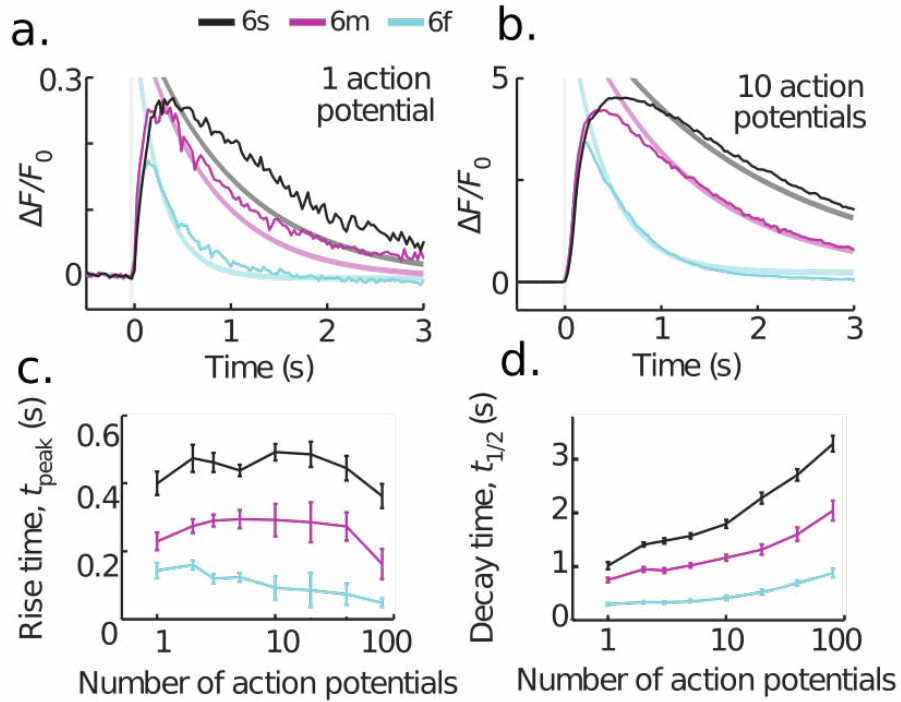 6s 6m 6f
a.
b.
0.3
0
ΔF/F0
1 action
potential
0 1 2 3
Time (s)
5
0
ΔF/F0
10 action
potentials
0 1 2 3
Time (s)
c.
d.
0.6
0.4
0.2
0
Rise time, tpeak (s)
1 10 100
Number of action potentials
3
2
1
0
Decay time, t1/2 (s)
1 10 100
Number of action potentials